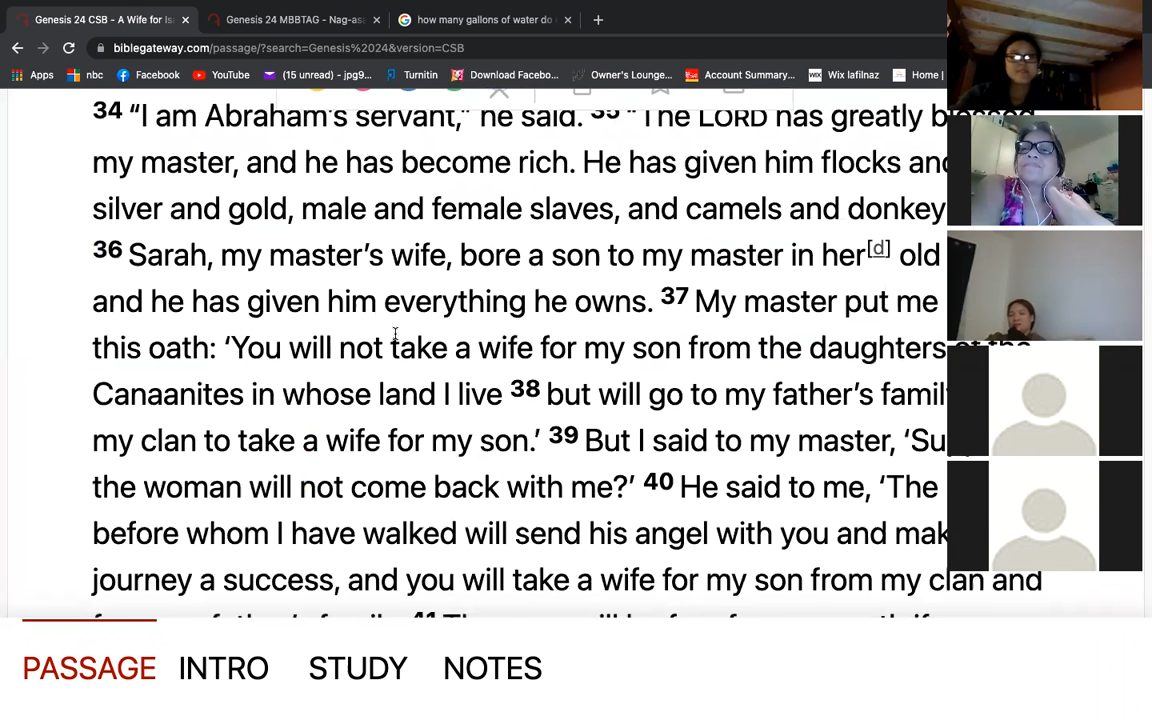 Genesis 24 CSB - A Wife for Is
Genesis 24 MBBTAG - Nag-as
how many gallons of water do
biblegateway.com/passage/?search=Genesis%2024&version=CSB
Apps nbc Facebook YouTube (15 unread) - jpg9... Turnitin Download Facebo... Owner's Lounge... Account Summary... WIX Wix lafilnaz Home |
34 “I am Abraham’s servant,” he said. 35 “The LORD has greatly blessed
my master, and he has become rich. He has given him flocks and
silver and gold, male and female slaves, and camels and donkey
36 Sarah, my master’s wife, bore a son to my master in her[d] old
and he has given him everything he owns. 37 My master put me
this oath: ‘You will not take a wife for my son from the daughters of the
Canaanites in whose land I live 38 but will go to my father’s famil
my clan to take a wife for my son.’ 39 But I said to my master, ‘Su
the woman will not come back with me?’ 40 He said to me, ‘The
before whom I have walked will send his angel with you and mak
journey a success, and you will take a wife for my son from my clan and
41
PASSAGE INTRO STUDY NOTES